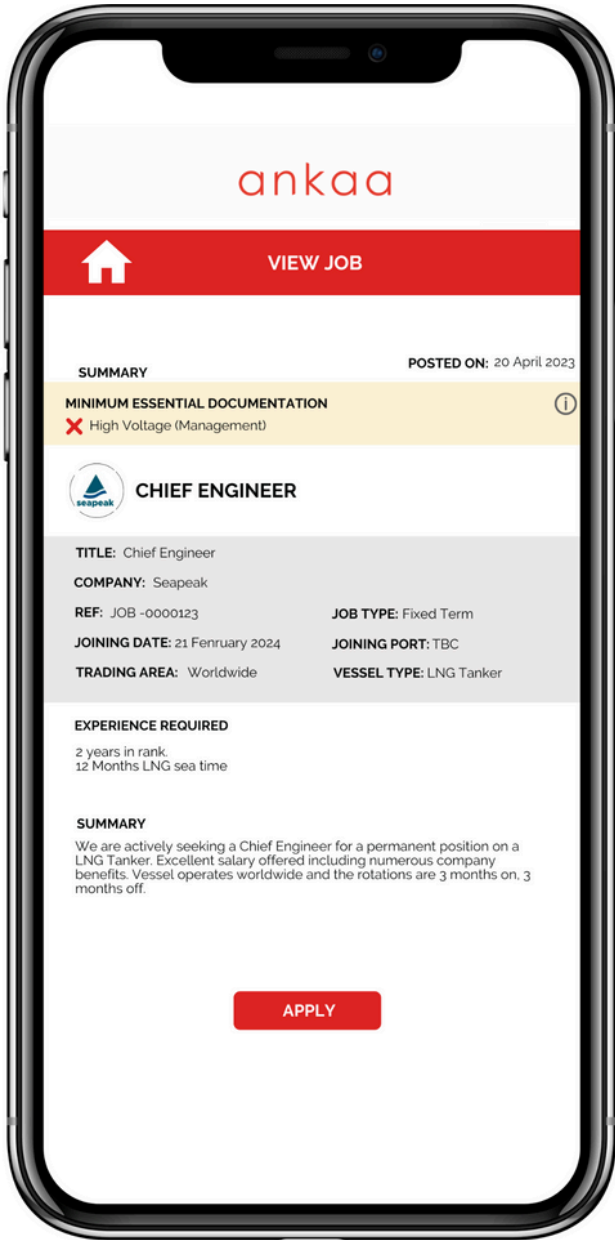 ankaa
VIEW JOB
POSTED ON: 20 April 2023
SUMMARY
MINIMUM ESSENTIAL DOCUMENTATION
High Voltage (Management)
seapeak
CHIEF ENGINEER
TITLE: Chief Engineer
COMPANY: Seapeak
REF: JOB -0000123
JOB TYPE: Fixed Term
JOINING DATE: 21 Fenruary 2024
JOINING PORT: TBC
TRADING AREA: Worldwide
VESSEL TYPE: LNG Tanker
EXPERIENCE REQUIRED
2 years in rank.
12 Months LNG sea time
SUMMARY
We are actively seeking a Chief Engineer for a permanent position on a
LNG Tanker. Excellent salary offered including numerous company
benefits. Vessel operates worldwide and the rotations are 3 months on, 3
months off.
APPLY